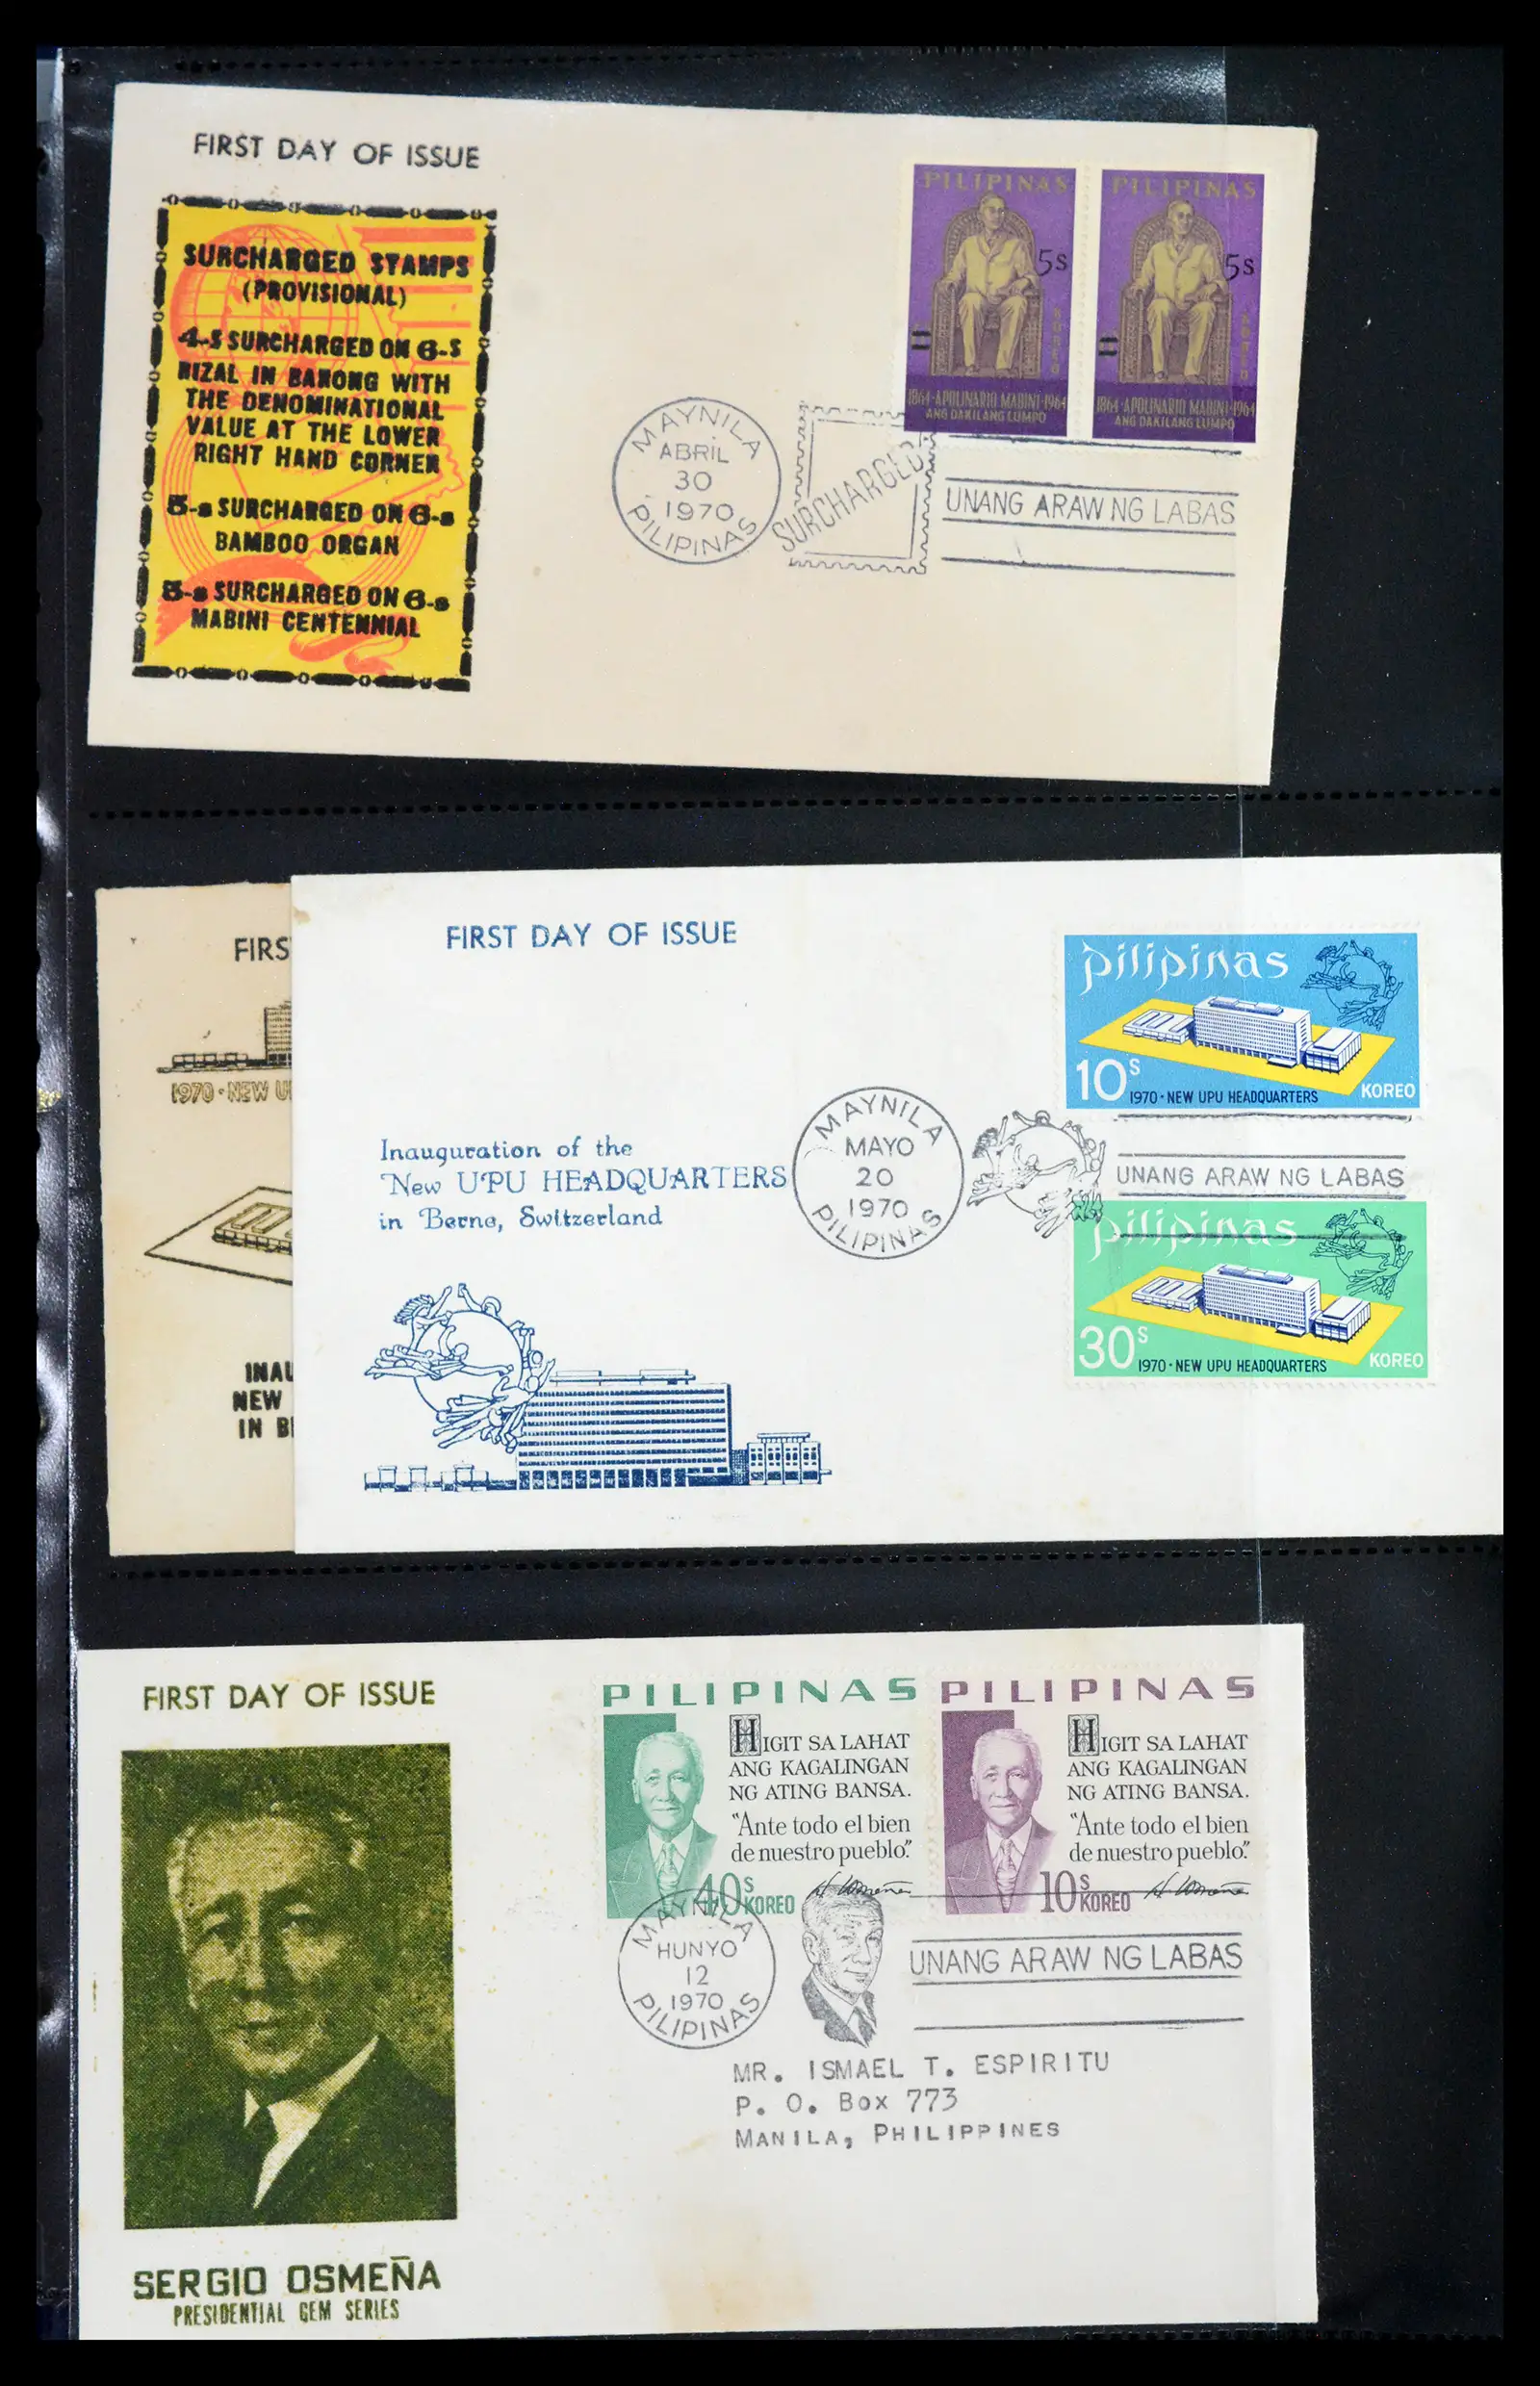 FIRST DAY OF ISSUE
SURCHARGED STAMPS
(PROVISIONAL)
4-S SURCHARGED ON 6-S
RIZAL IN BARONG WITH
THE DENOMINATIONAL
VALUE AT THE LOWER
RIGHT HAND CORNER
5-s SURCHARGED ON 6-s
BAMBOO ORGAN
5-s SURCHARGED ON 6-s
MABINI CENTENNIAL
PILIPINAS
5s
KOREO
1864·APOLINARIO MABINI·1964
ANG DAKILANG LUMPO
PILIPINAS
5s
KOREO
1864·APOLINARIO MABINI·1964
ANG DAKILANG LUMPO
MAYNILA
ABRIL
30
1970
PILIPINAS
SURCHARGED
UNANG ARAW NG LABAS
FIRS
1970·NEW U
INAU
NEW
IN B
FIRST DAY OF ISSUE
Inauguration of the
New UPU HEADQUARTERS
in Berne, Switzerland
MAYNILA
MAYO
20
1970
PILIPINAS
pilipinas
10s
1970·NEW UPU HEADQUARTERS
KOREO
UNANG ARAW NG LABAS
pilipinas
30s
1970·NEW UPU HEADQUARTERS
KOREO
FIRST DAY OF ISSUE
SERGIO OSMEÑA
PRESIDENTIAL GEM SERIES
PILIPINAS
HIGIT SA LAHAT
ANG KAGALINGAN
NG ATING BANSA.
"Ante todo el bien
de nuestro pueblo."
40s KOREO
PILIPINAS
HIGIT SA LAHAT
ANG KAGALINGAN
NG ATING BANSA.
"Ante todo el bien
de nuestro pueblo."
10s KOREO
MAYNILA
HUNYO
12
1970
PILIPINAS
UNANG ARAW NG LABAS
MR. ISMAEL T. ESPIRITU
P. O. Box 773
MANILA, PHILIPPINES